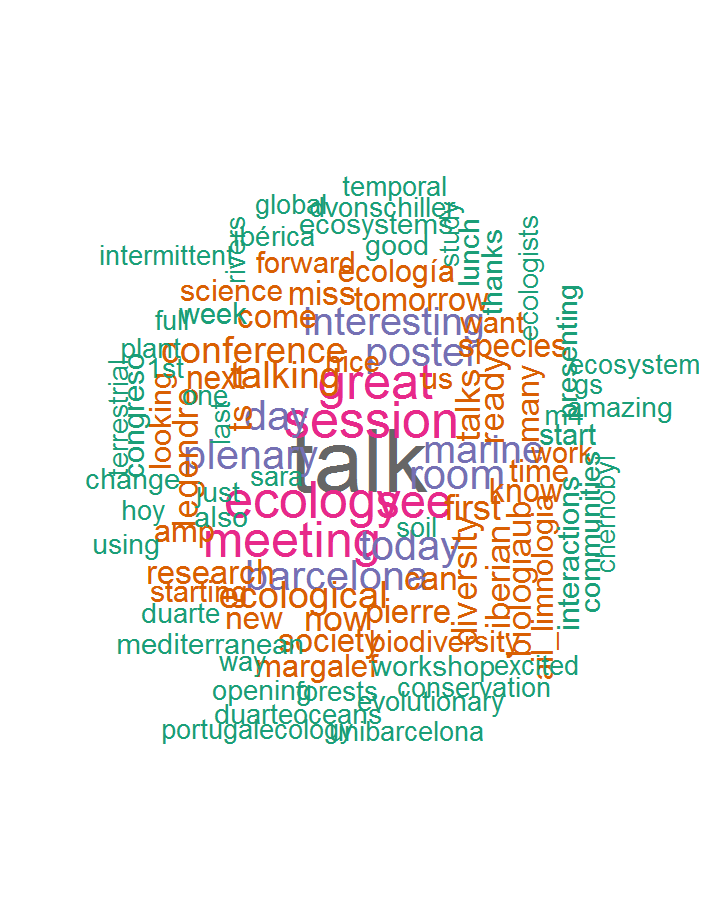 temporal
global
dvonschiller
ecosystems
ibérica
study
lunch
thanks
ecologists
rivers
good
intermittent
forward
ecología
science
miss
tomorrow
presenting
full
week
come
interesting
want
plant
conference
poster
species
1st
nice
ecosystem
terrestrial
congreso
looking
next
talking
great
us
talks
ready
many
gs
one
legendre
last
ts
day
session
m4
amazing
start
plenary
talk
marine
work
change
sara
room
time
chernobyl
hoy
just
ecology
see
first
know
also
soil
using
amp
meeting
today
diversity
iberian
biologiaub
ail_limnologia
interactions
communities
research
barcelona
can
starting
ecological
duarte
new
now
pierre
mediterranean
society
biodiversity
way
margalef
workshop
excited
opening
forests
conservation
duarteoceans
evolutionary
portugalecology
unibarcelona